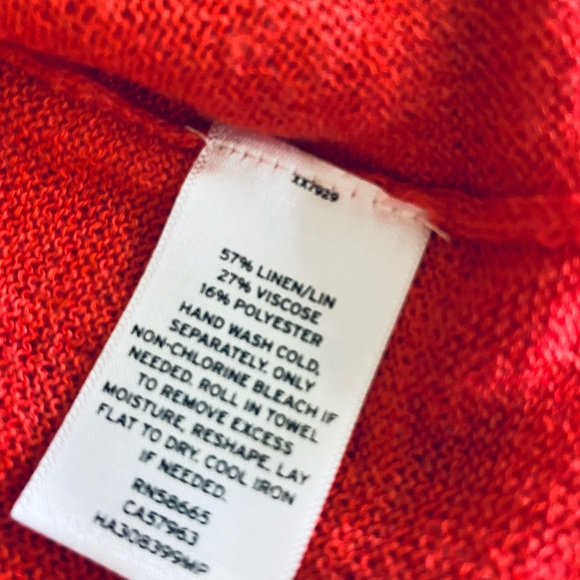 XX7929
57% LINEN/LIN
27% VISCOSE
16% POLYESTER
HAND WASH COLD,
SEPARATELY. ONLY
NON-CHLORINE BLEACH IF
NEEDED. ROLL IN TOWEL
TO REMOVE EXCESS
MOISTURE, RESHAPE, LAY
FLAT TO DRY. COOL IRON
IF NEEDED.
RN58665
CA57963
HA308399MP